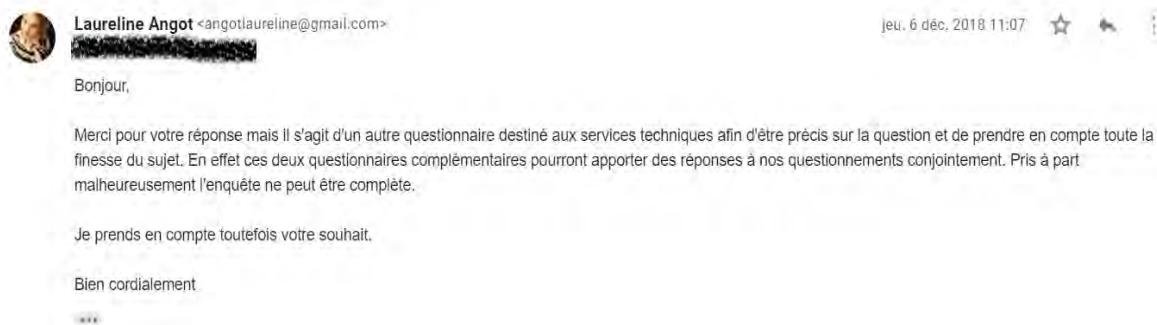 Laureline Angot <angotlaureline@gmail.com>
jeu. 6 déc. 2018 11:07
Bonjour,
Merci pour votre réponse mais il s'agit d'un autre questionnaire destiné aux services techniques afin d'être précis sur la question et de prendre en compte toute la
finesse du sujet. En effet ces deux questionnaires complémentaires pourront apporter des réponses à nos questionnements conjointement. Pris à part
malheureusement l'enquête ne peut être complète.
Je prends en compte toutefois votre souhait.
Bien cordialement
...